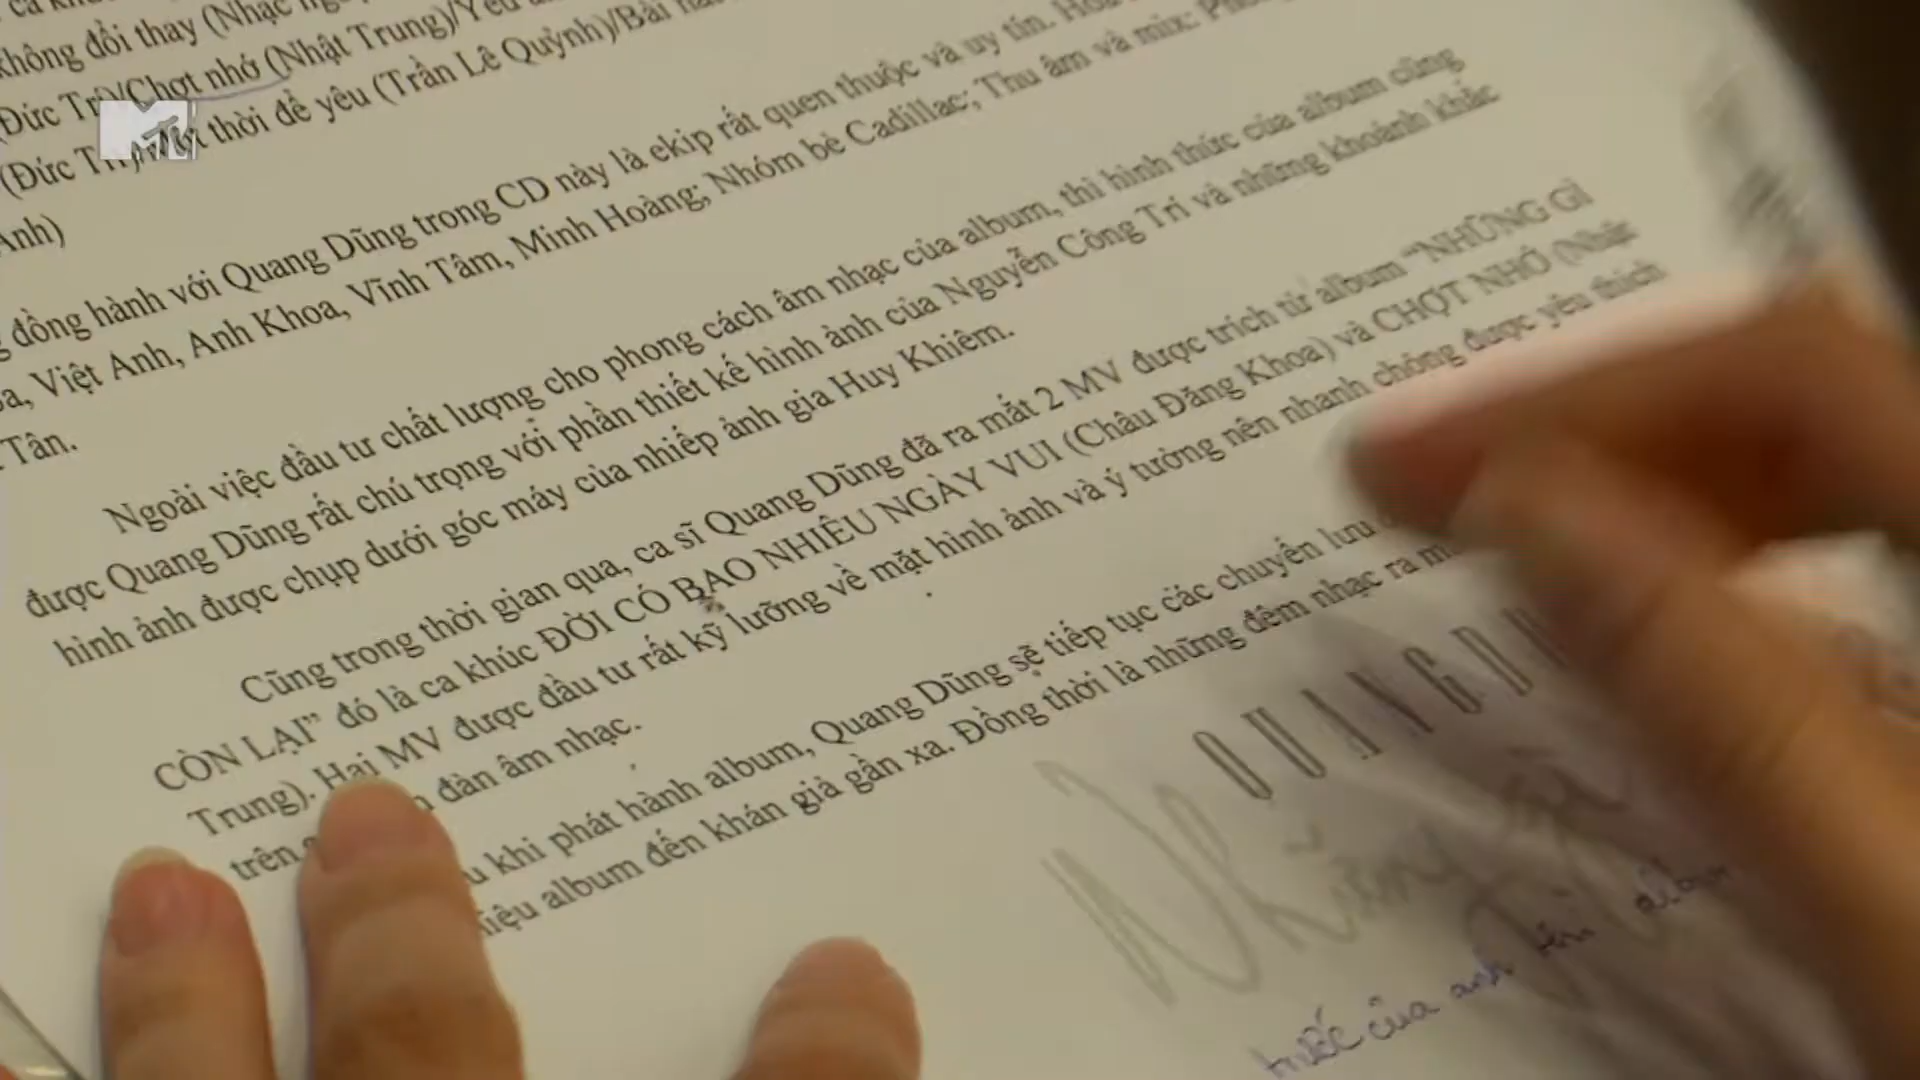 không đổi thay (Nhạc
(Đức Trí)/Chợt nhớ (Nhật Trung)/Yêu
(Đức Trí)/Một thời để yêu (Trần Lê Quỳnh)/Bài
Anh)
đồng hành với Quang Dũng trong CD này là ekip rất quen thuộc và uy tín.
Việt Anh, Anh Khoa, Vĩnh Tâm, Minh Hoàng; Nhóm bè Cadillac; Thu âm và mix:
Tân.
Ngoài việc đầu tư chất lượng cho phong cách âm nhạc của album, thì hình thức của album cũng
được Quang Dũng rất chú trọng với phần thiết kế hình ảnh của Nguyễn Công Trí và những khoảnh khắc
hình ảnh được chụp dưới góc máy của nhiếp ảnh gia Huy Khiêm.
Cũng trong thời gian qua, ca sĩ Quang Dũng đã ra mắt 2 MV được trích từ album “NHỮNG GÌ
CÒN LẠI” đó là ca khúc ĐỜI CÓ BAO NHIÊU NGÀY VUI (Châu Đăng Khoa) và CHỢT NHỚ (Nhật
Trung). Hai MV được đầu tư rất kỹ lưỡng về mặt hình ảnh và ý tưởng nên nhanh chóng được yêu thích
trên đàn âm nhạc.
khi phát hành album, Quang Dũng sẽ tiếp tục các chuyến lưu
album đến khán giả gần xa. Đồng thời là những đêm nhạc ra
QUANG
Những gì
của anh tên album